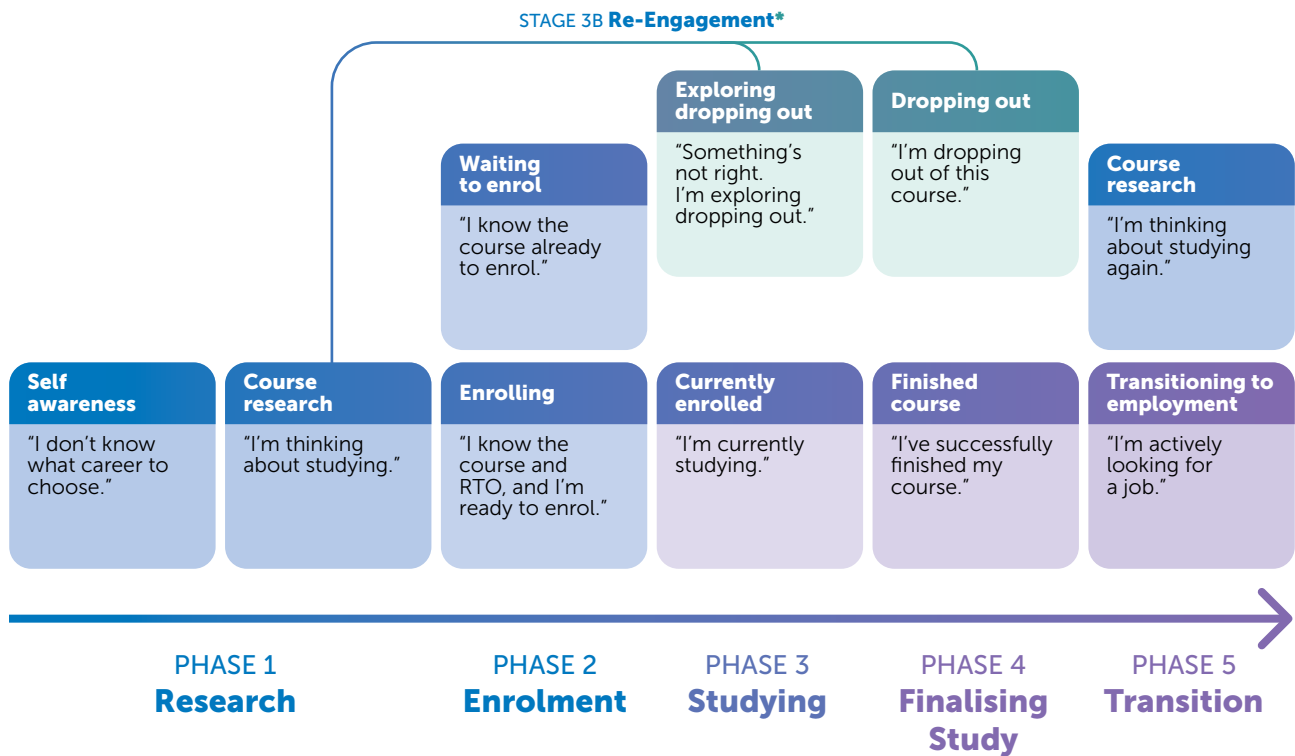 STAGE 3B Re-Engagement*
Exploring
dropping out
“Something’s
not right.
I’m exploring
dropping out.”
Dropping out
“I’m dropping
out of this
course.”
Waiting
to enrol
“I know the
course already
to enrol.”
Course
research
“I’m thinking
about studying
again.”
Self
awareness
“I don’t know
what career to
choose.”
Course
research
“I’m thinking
about studying.”
Enrolling
“I know the
course and
RTO, and I’m
ready to enrol.”
Currently
enrolled
“I’m currently
studying.”
Finished
course
“I’ve successfully
finished my
course.”
Transitioning to
employment
“I’m actively
looking for
a job.”
PHASE 1
Research
PHASE 2
Enrolment
PHASE 3
Studying
PHASE 4
Finalising
Study
PHASE 5
Transition